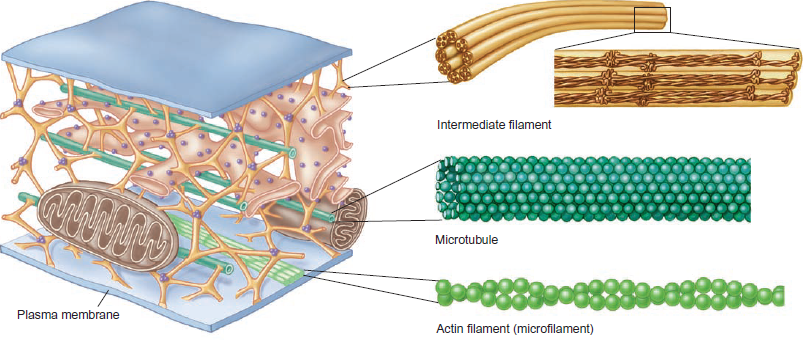 Intermediate filament
Microtubule
Plasma membrane
Actin filament (microfilament)